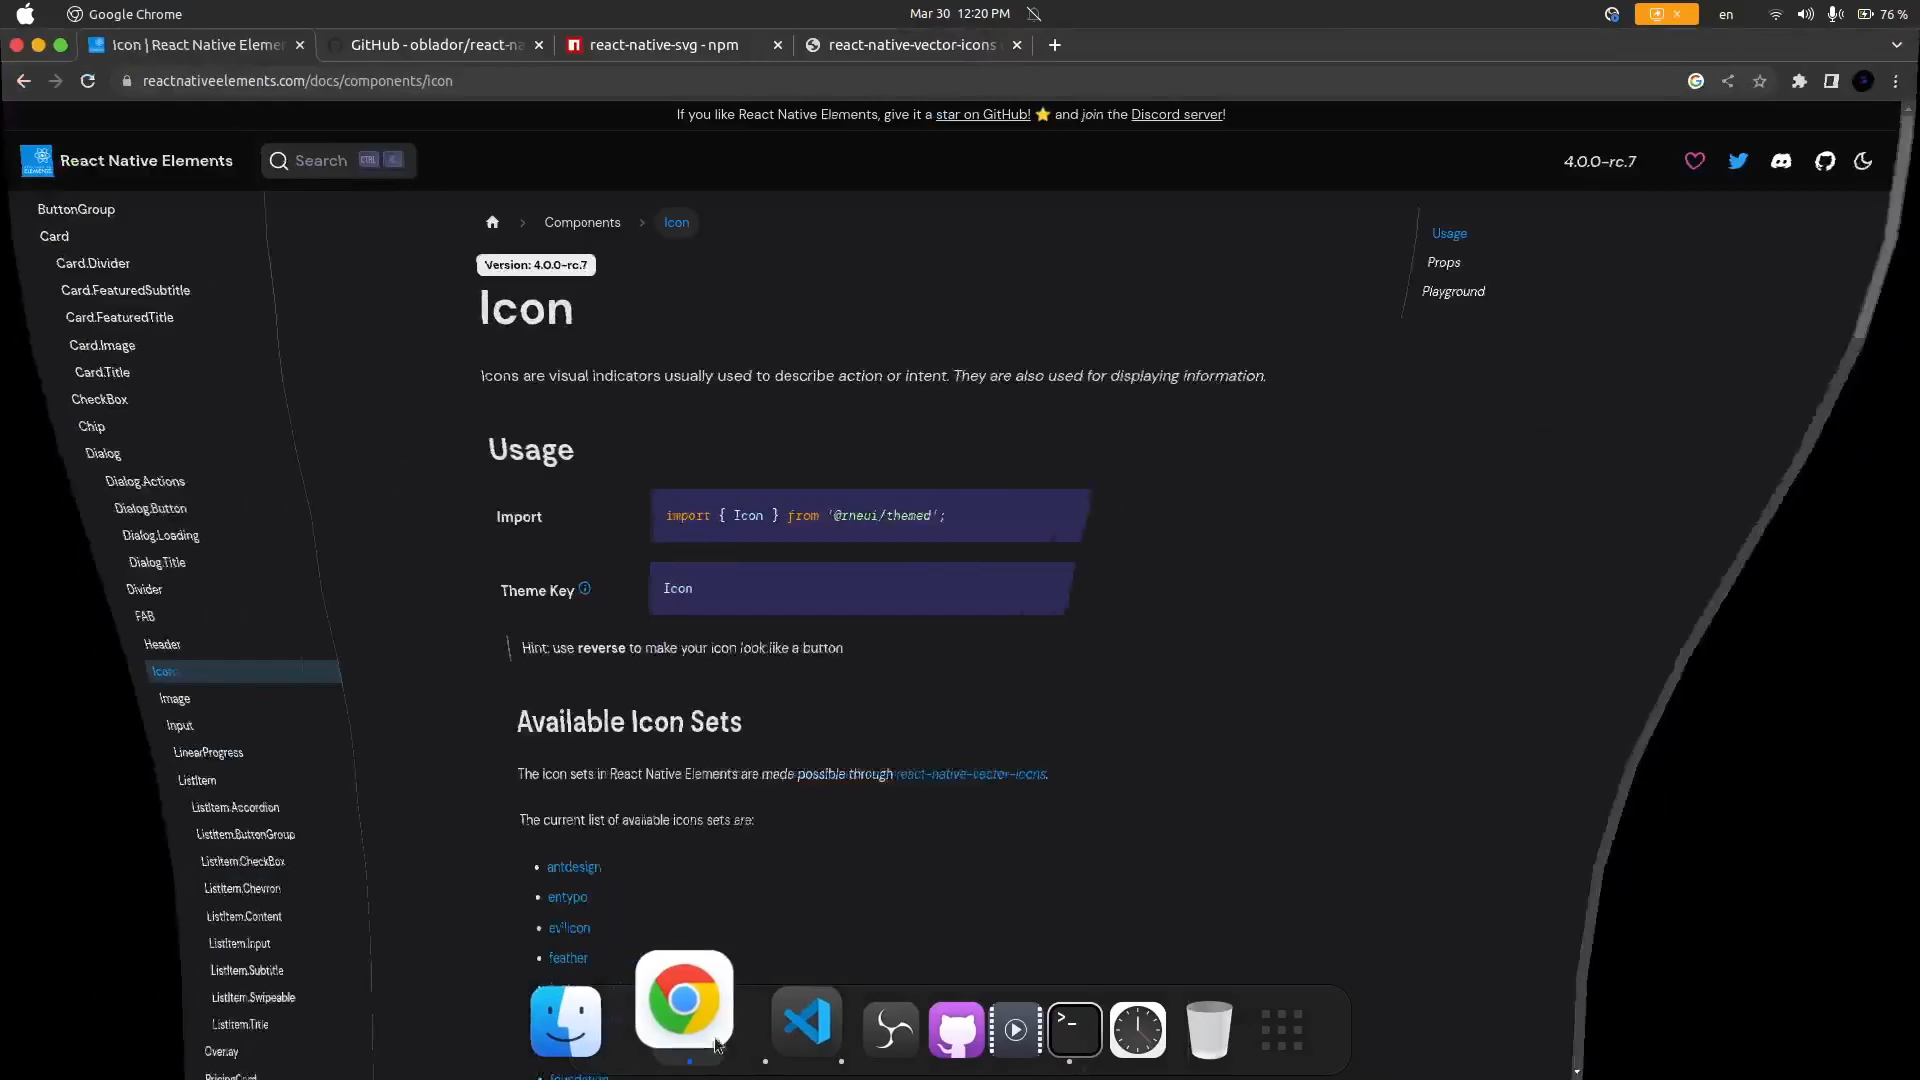 Google Chrome
Mar 30 12:20 PM
en
76 %
Icon | React Native Elemen
GitHub - oblador/react-na
react-native-svg - npm
react-native-vector-icons
reactnativeelements.com/docs/components/icon
If you like React Native Elements, give it a star on GitHub! ⭐ and join the Discord server!
React Native Elements
Search
CTRL
4.0.0-rc.7
ButtonGroup
Card
Card.Divider
Card.FeaturedSubtitle
Card.FeaturedTitle
Card.Image
Card.Title
CheckBox
Chip
Dialog
Dialog.Actions
Dialog.Button
Dialog.Loading
Dialog.Title
Divider
FAB
Header
Icon
Image
Input
LinearProgress
ListItem
ListItem.Accordion
ListItem.ButtonGroup
ListItem.CheckBox
ListItem.Chevron
ListItem.Content
ListItem.Input
ListItem.Subtitle
ListItem.Swipeable
ListItem.Title
Overlay
PricingCard
Components
Icon
Version: 4.0.0-rc.7
Icon
Icons are visual indicators usually used to describe action or intent. They are also used for displaying information.
Usage
Import
import { Icon } from '@rneui/themed';
Theme Key
Icon
Hint: use reverse to make your icon look like a button
Available Icon Sets
The icon sets in React Native Elements are made possible through react-native-vector-icons.
The current list of available icons sets are:
• antdesign
• entypo
• evilicon
• feather
foundation
Usage
Props
Playground